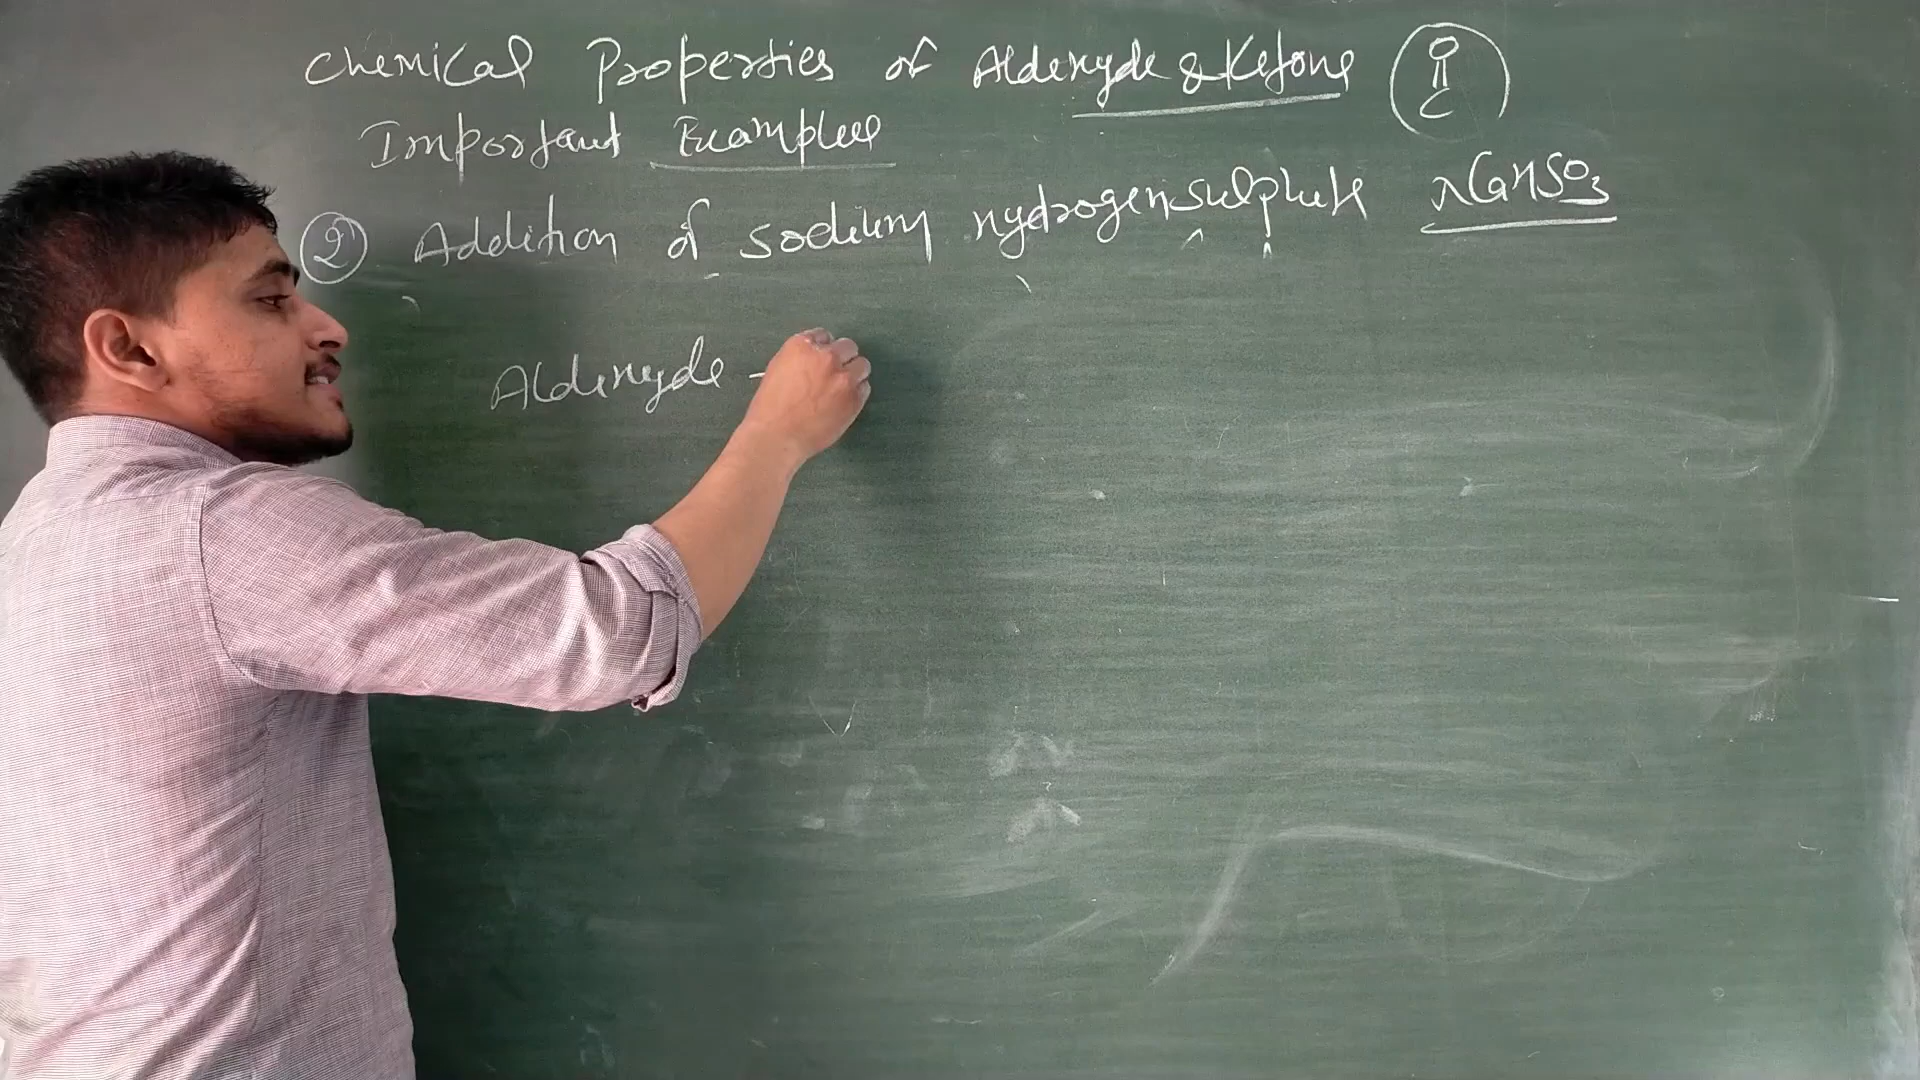 Chemical Properties of Aldehyde & Ketone (O || C)
Important Examples
② Addition of sodium hydrogensulphite NaHSO3
Aldehyde -